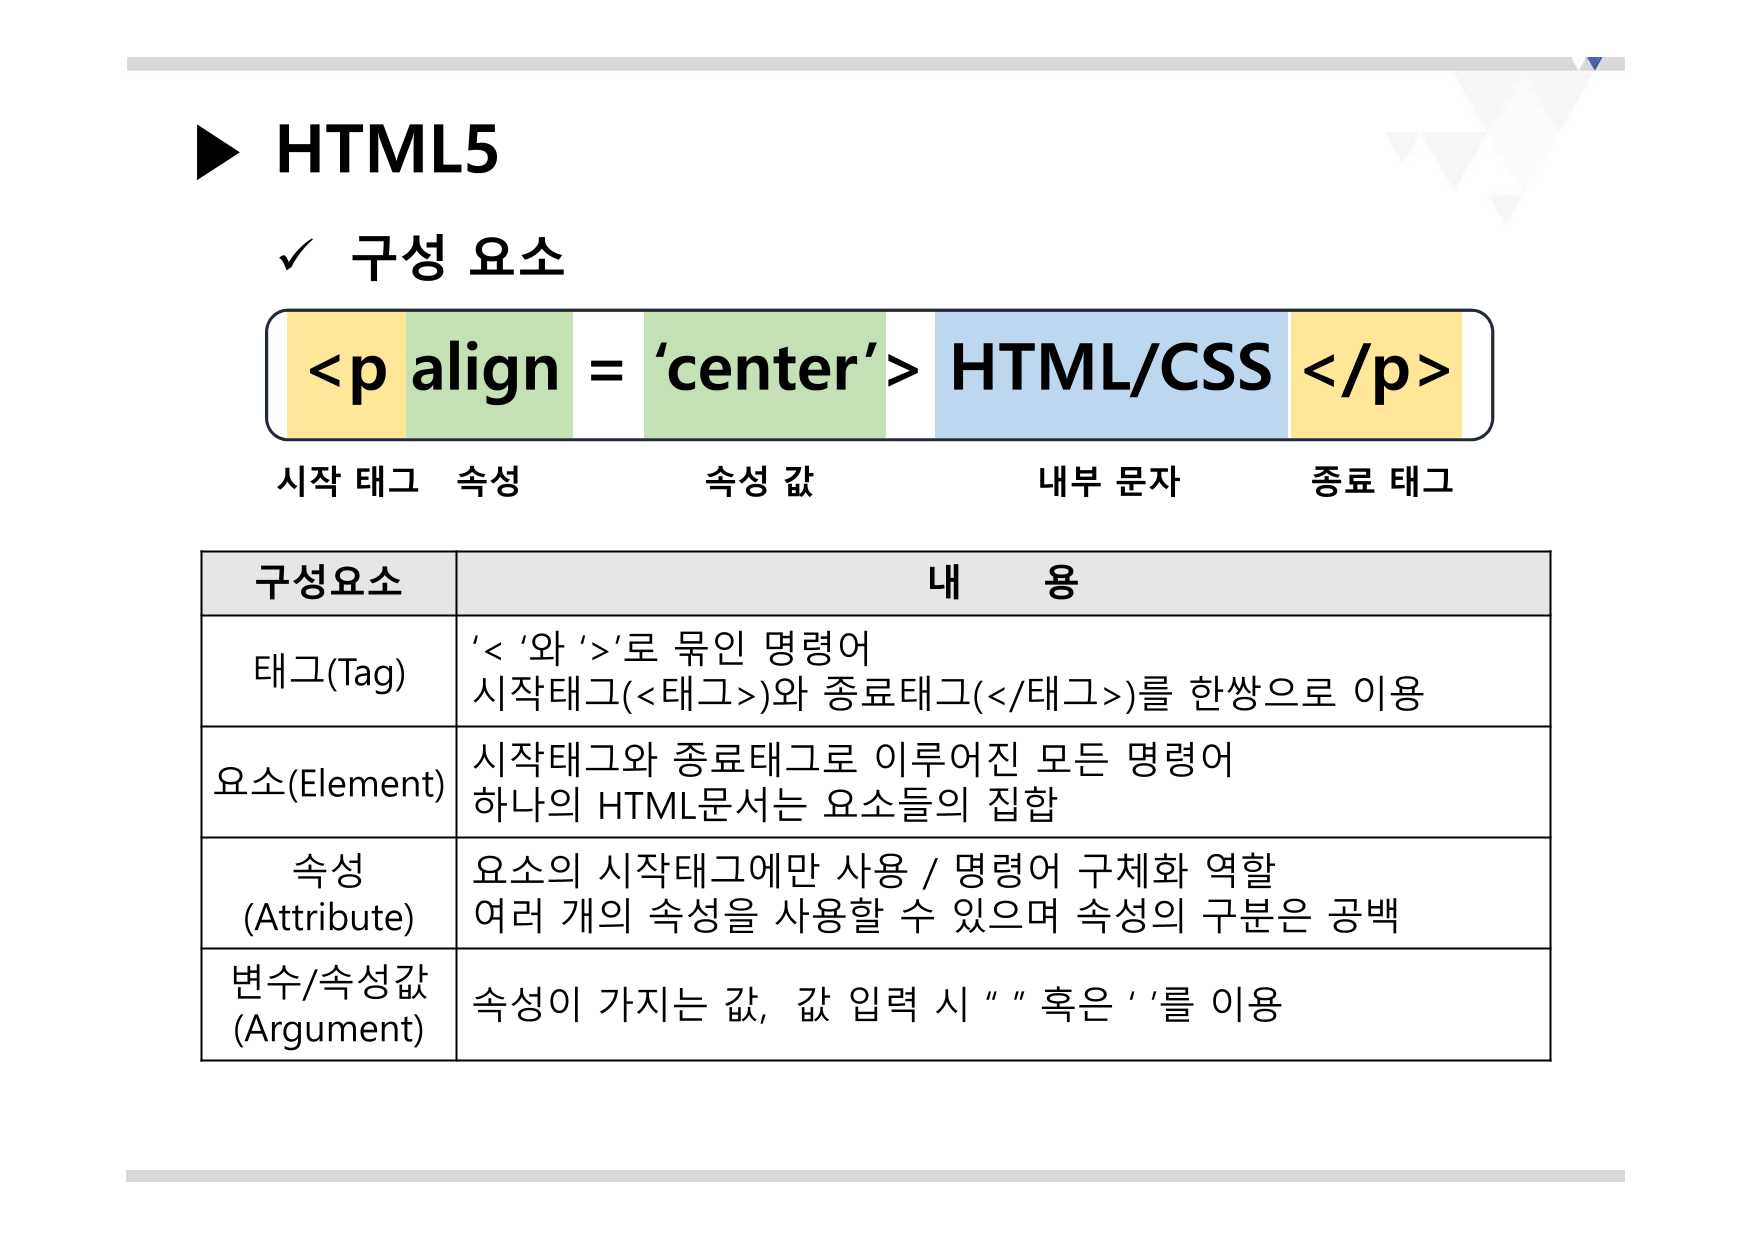 HTML5
✓ 구성 요소
<p align = ‘center’> HTML/CSS </p>
시작 태그 속성 속성 값 내부 문자 종료 태그
구성요소 내 용
태그(Tag)
‘< ‘와 ‘>’로 묶인 명령어
시작태그(<태그>)와 종료태그(</태그>)를 한쌍으로 이용
요소(Element)
시작태그와 종료태그로 이루어진 모든 명령어
하나의 HTML문서는 요소들의 집합
속성
(Attribute)
요소의 시작태그에만 사용 / 명령어 구체화 역할
여러 개의 속성을 사용할 수 있으며 속성의 구분은 공백
변수/속성값
(Argument)
속성이 가지는 값, 값 입력 시 “ ” 혹은 ‘ ’를 이용